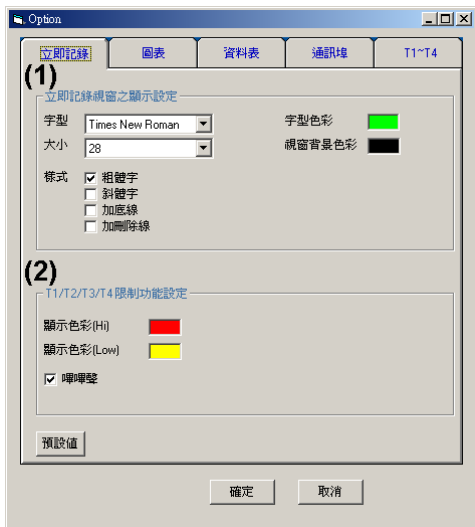 Option
立即記錄 圖表 資料表 通訊埠 T1~T4
(1)
立即記錄視窗之顯示設定
字型 Times New Roman 字型色彩
大小 28 視窗背景色彩
樣式 粗體字
斜體字
加底線
加刪除線
(2)
T1/T2/T3/T4 限制功能設定
顯示色彩(Hi)
顯示色彩(Low)
嗶嗶聲
預設值
確定 取消